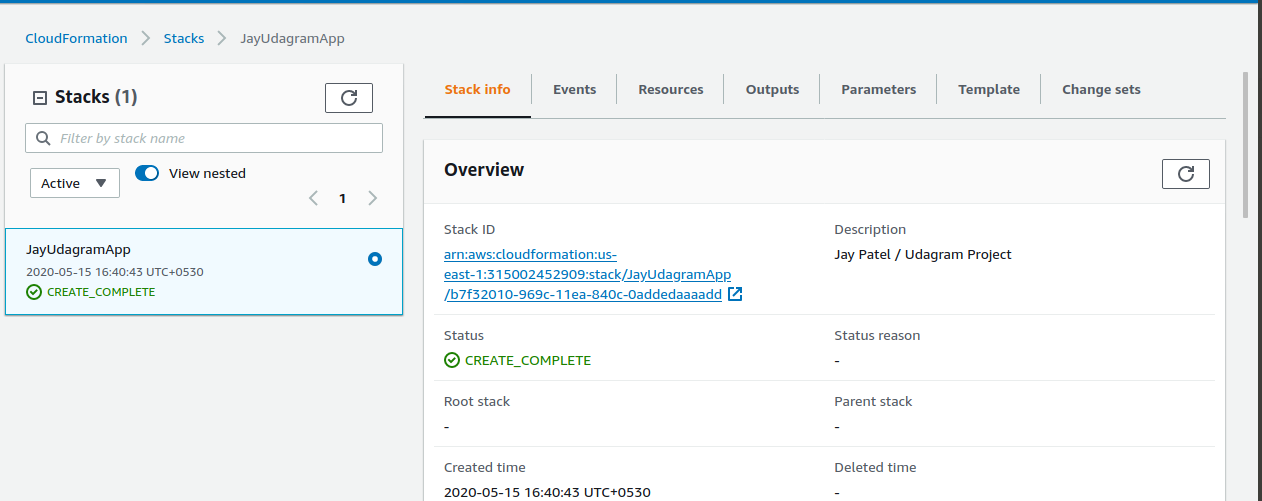 CloudFormation > Stacks > JayUdagramApp
Stacks (1)
Filter by stack name
Active
View nested
1
JayUdagramApp
2020-05-15 16:40:43 UTC+0530
CREATE_COMPLETE
Stack info
Events
Resources
Outputs
Parameters
Template
Change sets
Overview
Stack ID
arn:aws:cloudformation:us-
east-1:315002452909:stack/JayUdagramApp
/b7f32010-969c-11ea-840c-0addedaaaadd
Description
Jay Patel / Udagram Project
Status
CREATE_COMPLETE
Status reason
-
Root stack
-
Parent stack
-
Created time
2020-05-15 16:40:43 UTC+0530
Deleted time
-